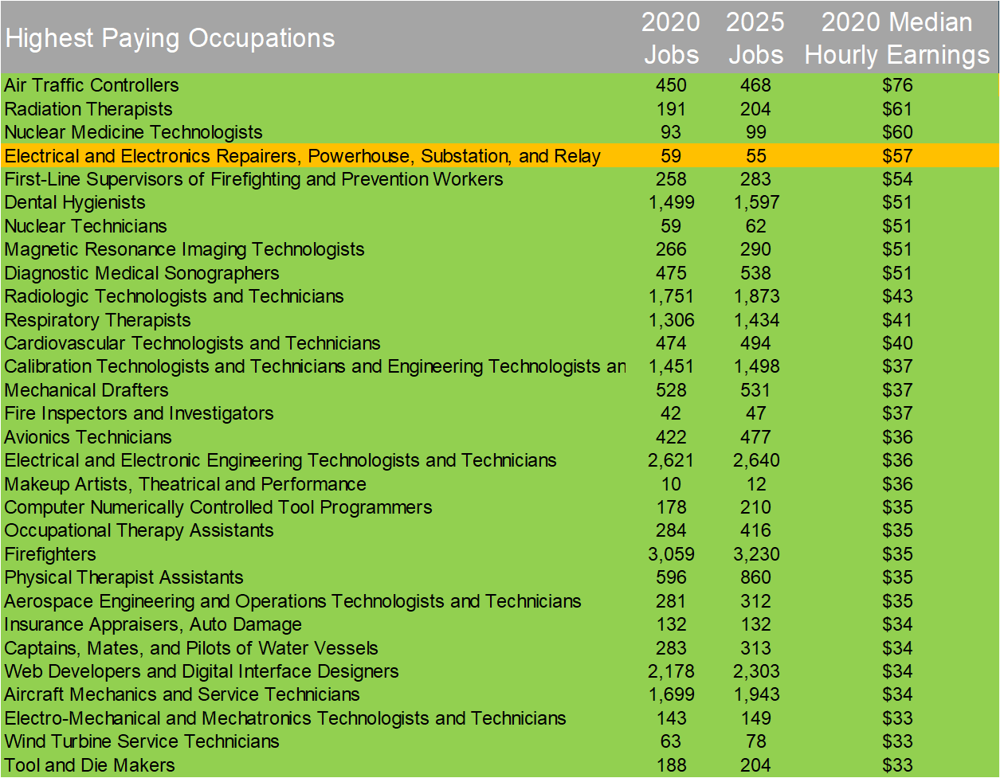 Highest Paying Occupations 2020 Jobs 2025 Jobs 2020 Median Hourly Earnings
Air Traffic Controllers 450 468 $76
Radiation Therapists 191 204 $61
Nuclear Medicine Technologists 93 99 $60
Electrical and Electronics Repairers, Powerhouse, Substation, and Relay 59 55 $57
First-Line Supervisors of Firefighting and Prevention Workers 258 283 $54
Dental Hygienists 1,499 1,597 $51
Nuclear Technicians 59 62 $51
Magnetic Resonance Imaging Technologists 266 290 $51
Diagnostic Medical Sonographers 475 538 $51
Radiologic Technologists and Technicians 1,751 1,873 $43
Respiratory Therapists 1,306 1,434 $41
Cardiovascular Technologists and Technicians 474 494 $40
Calibration Technologists and Technicians and Engineering Technologists an 1,451 1,498 $37
Mechanical Drafters 528 531 $37
Fire Inspectors and Investigators 42 47 $37
Avionics Technicians 422 477 $36
Electrical and Electronic Engineering Technologists and Technicians 2,621 2,640 $36
Makeup Artists, Theatrical and Performance 10 12 $36
Computer Numerically Controlled Tool Programmers 178 210 $35
Occupational Therapy Assistants 284 416 $35
Firefighters 3,059 3,230 $35
Physical Therapist Assistants 596 860 $35
Aerospace Engineering and Operations Technologists and Technicians 281 312 $35
Insurance Appraisers, Auto Damage 132 132 $34
Captains, Mates, and Pilots of Water Vessels 283 313 $34
Web Developers and Digital Interface Designers 2,178 2,303 $34
Aircraft Mechanics and Service Technicians 1,699 1,943 $34
Electro-Mechanical and Mechatronics Technologists and Technicians 143 149 $33
Wind Turbine Service Technicians 63 78 $33
Tool and Die Makers 188 204 $33